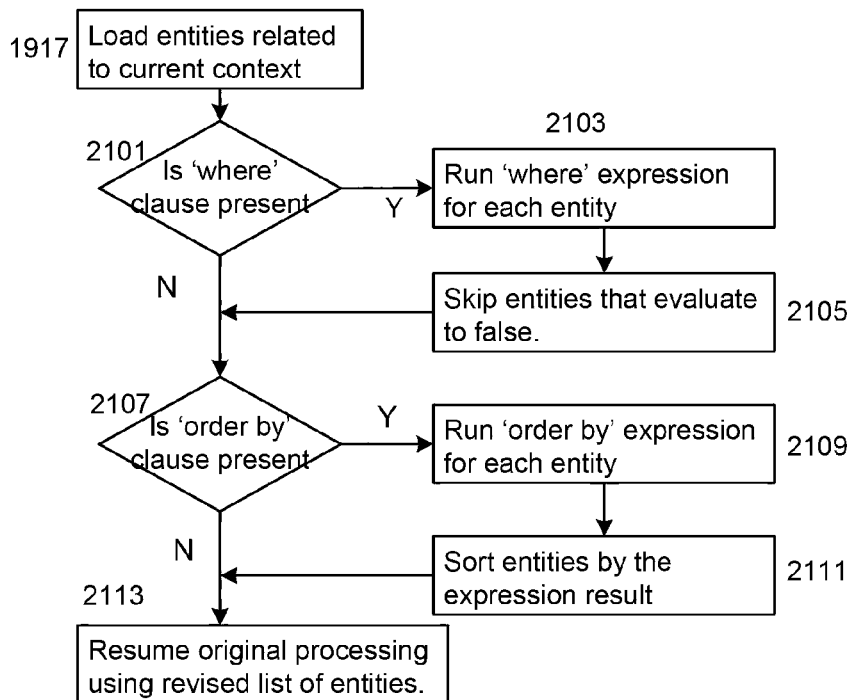 1917
Load entities related
to current context
2101
Is ‘where’
clause present
Y
N
2103
Run ‘where’ expression
for each entity
Skip entities that evaluate
to false.
2105
2107
Is ‘order by’
clause present
Y
N
Run ‘order by’ expression
for each entity
2109
Sort entities by the
expression result
2111
2113
Resume original processing
using revised list of entities.